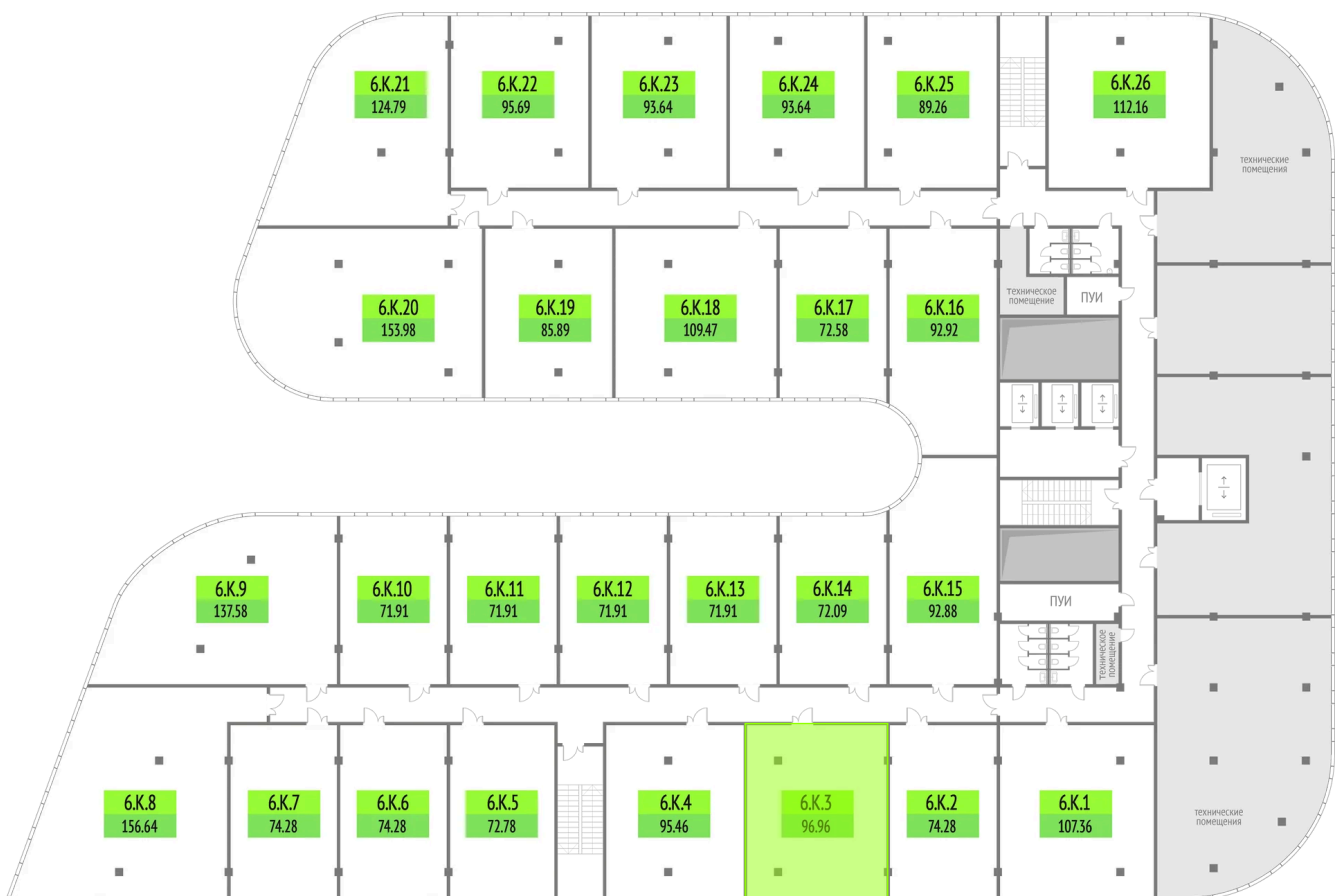 6.К.21
124.79
6.К.22
95.69
6.К.23
93.64
6.К.24
93.64
6.К.25
89.26
6.К.26
112.16
технические
помещения
6.К.20
153.98
6.К.19
85.89
6.К.18
109.47
6.К.17
72.58
6.К.16
92.92
техническое
помещение
ПУИ
6.К.9
137.58
6.К.10
71.91
6.К.11
71.91
6.К.12
71.91
6.К.13
71.91
6.К.14
72.09
6.К.15
92.88
ПУИ
техническое
помещение
6.К.8
156.64
6.К.7
74.28
6.К.6
74.28
6.К.5
72.78
6.К.4
95.46
6.К.3
96.96
6.К.2
74.28
6.К.1
107.36
технические
помещения